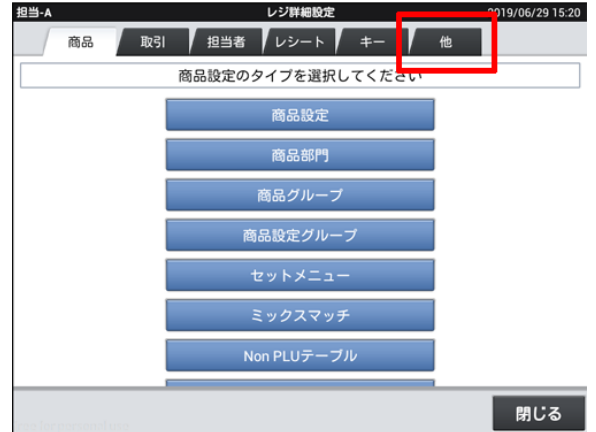 担当-A レジ詳細設定 2019/06/29 15:20
商品 取引 担当者 レシート キー 他
商品設定のタイプを選択してください
商品設定
商品部門
商品グループ
商品設定グループ
セットメニュー
ミックスマッチ
Non PLUテーブル
閉じる